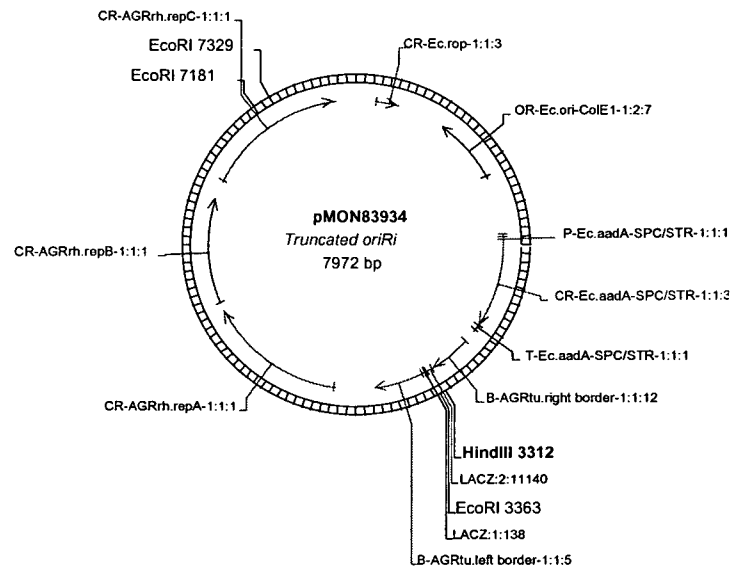 CR-AGRrh.repC-1:1:1
EcoRI 7329
CR-Ec.rop-1:1:3
EcoRI 7181
OR-Ec.ori-ColE1-1:2:7
pMON83934
Truncated oriRi
7972 bp
P-Ec.aadA-SPC/STR-1:1:1
CR-AGRrh.repB-1:1:1
CR-Ec.aadA-SPC/STR-1:1:3
T-Ec.aadA-SPC/STR-1:1:1
B-AGRtu.right border-1:1:12
CR-AGRrh.repA-1:1:1
HindIII 3312
LACZ:2:11140
EcoRI 3363
LACZ:1:138
B-AGRtu.left border-1:1:5